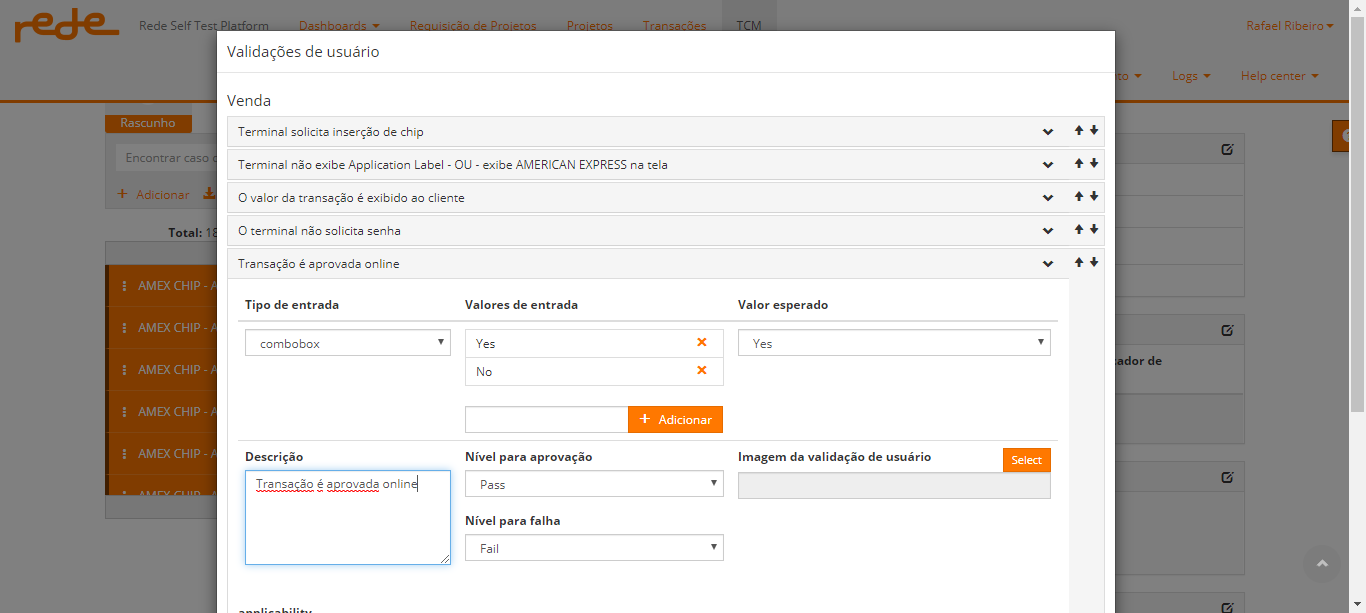 rede Rede Self Test Platform Dashboards Requisição de Projetos Projetos Transações TCM Rafael Ribeiro
Validações de usuário
Logs Help center
Venda
Rascunho
Terminal solicita inserção de chip
Encontrar caso
Terminal não exibe Application Label - OU - exibe AMERICAN EXPRESS na tela
+ Adicionar
O valor da transação é exibido ao cliente
Total: 18
O terminal não solicita senha
Transação é aprovada online
AMEX CHIP - A
Tipo de entrada Valores de entrada Valor esperado
AMEX CHIP - A
combobox Yes Yes
No
AMEX CHIP - A
cador de
AMEX CHIP - A
+ Adicionar
AMEX CHIP - A
Descrição Nível para aprovação Imagem da validação de usuário Select
Transação é aprovada online Pass
AMEX CHIP - A
Nível para falha
Fail
applicability